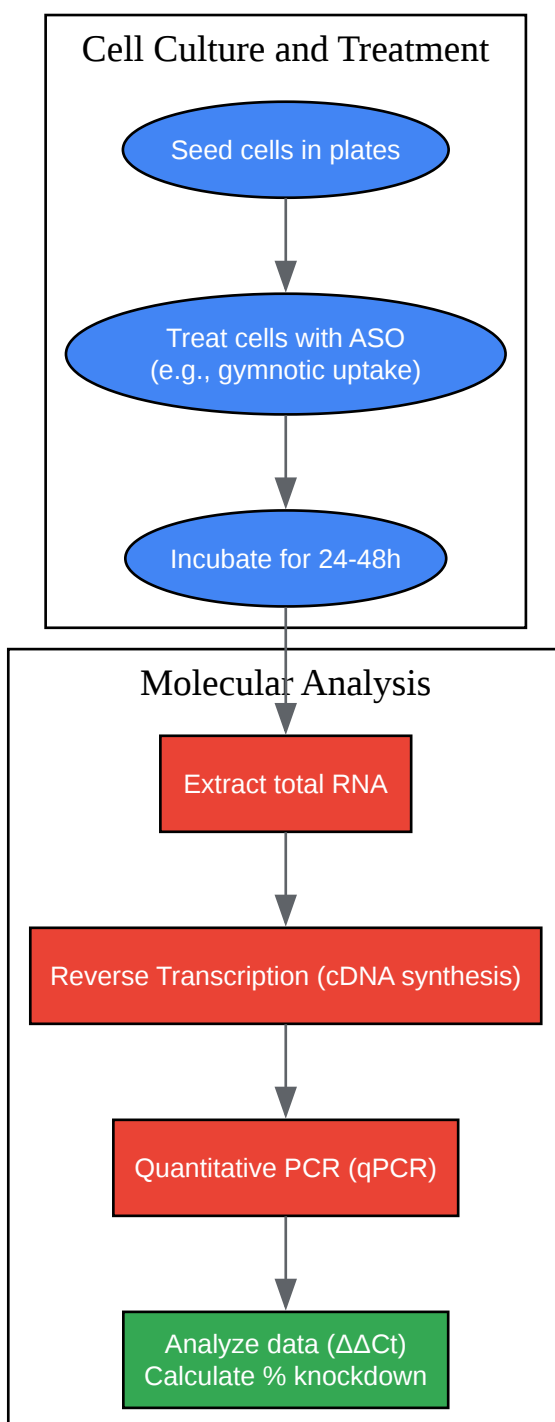 Cell Culture and Treatment
Seed cells in plates
Treat cells with ASO
(e.g., gymnotic uptake)
Incubate for 24-48h
Molecular Analysis
Extract total RNA
Reverse Transcription (cDNA synthesis)
Quantitative PCR (qPCR)
Analyze data (ΔΔCt)
Calculate % knockdown